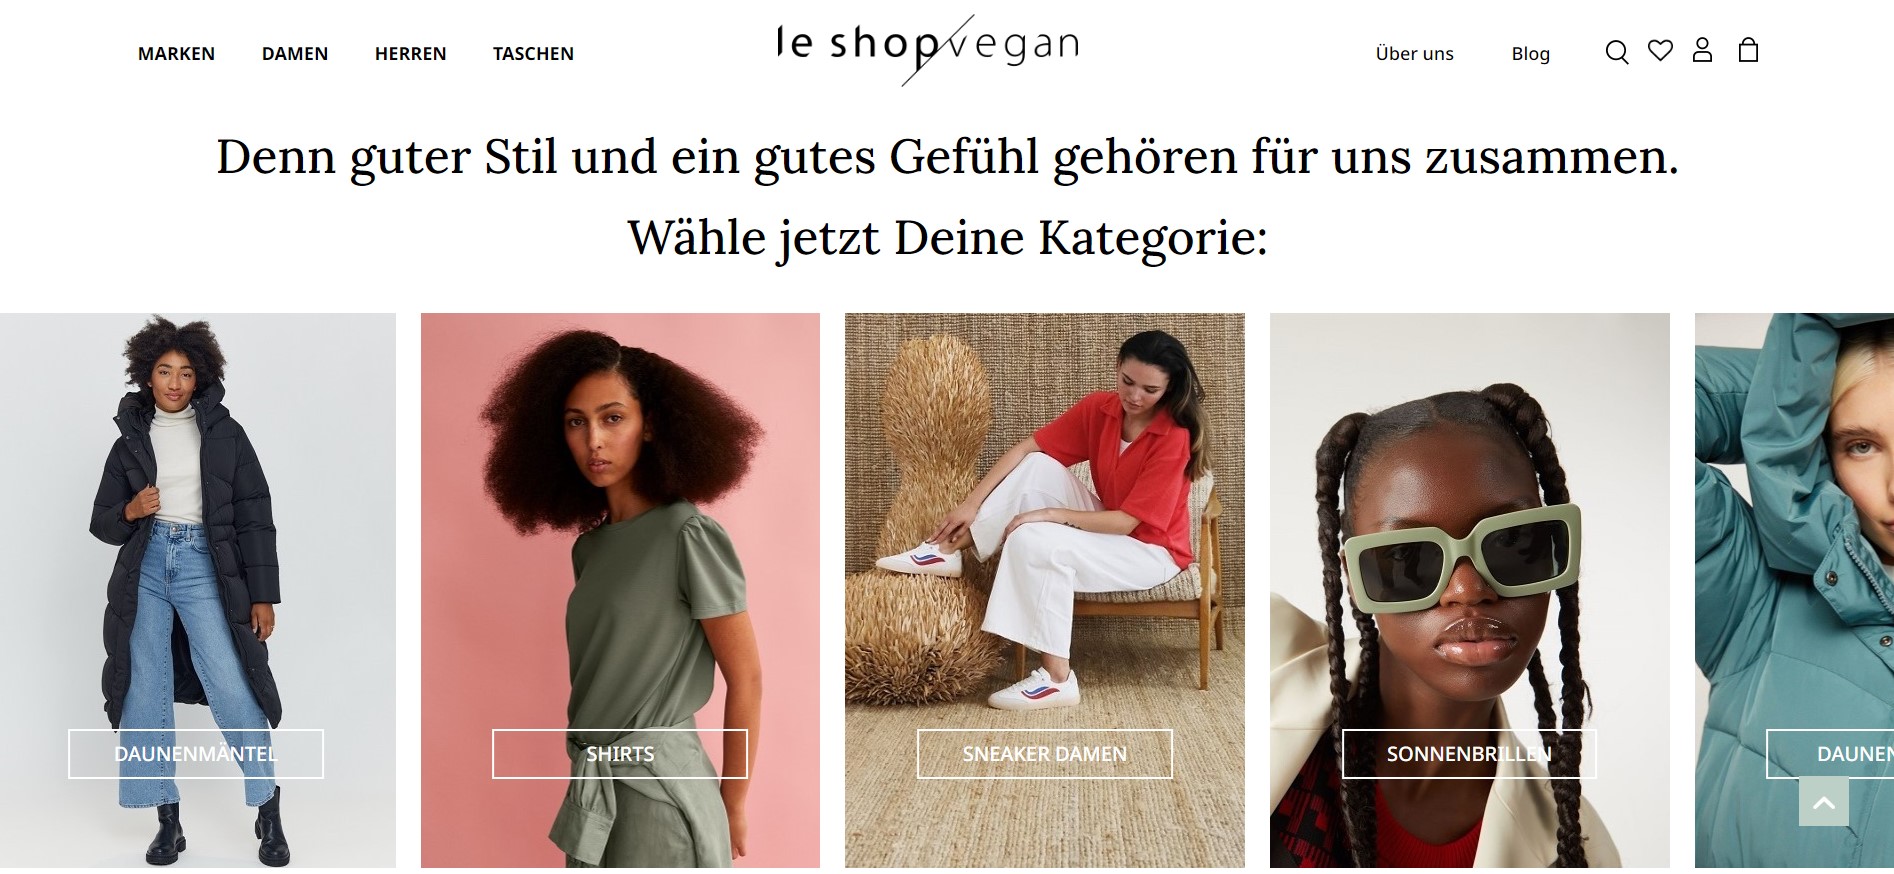 MARKEN DAMEN HERREN TASCHEN le shop vegan Über uns Blog
Denn guter Stil und ein gutes Gefühl gehören für uns zusammen.
Wähle jetzt Deine Kategorie:
DAUNENMÄNTEL SHIRTS SNEAKER DAMEN SONNENBRILLEN DAUNEN